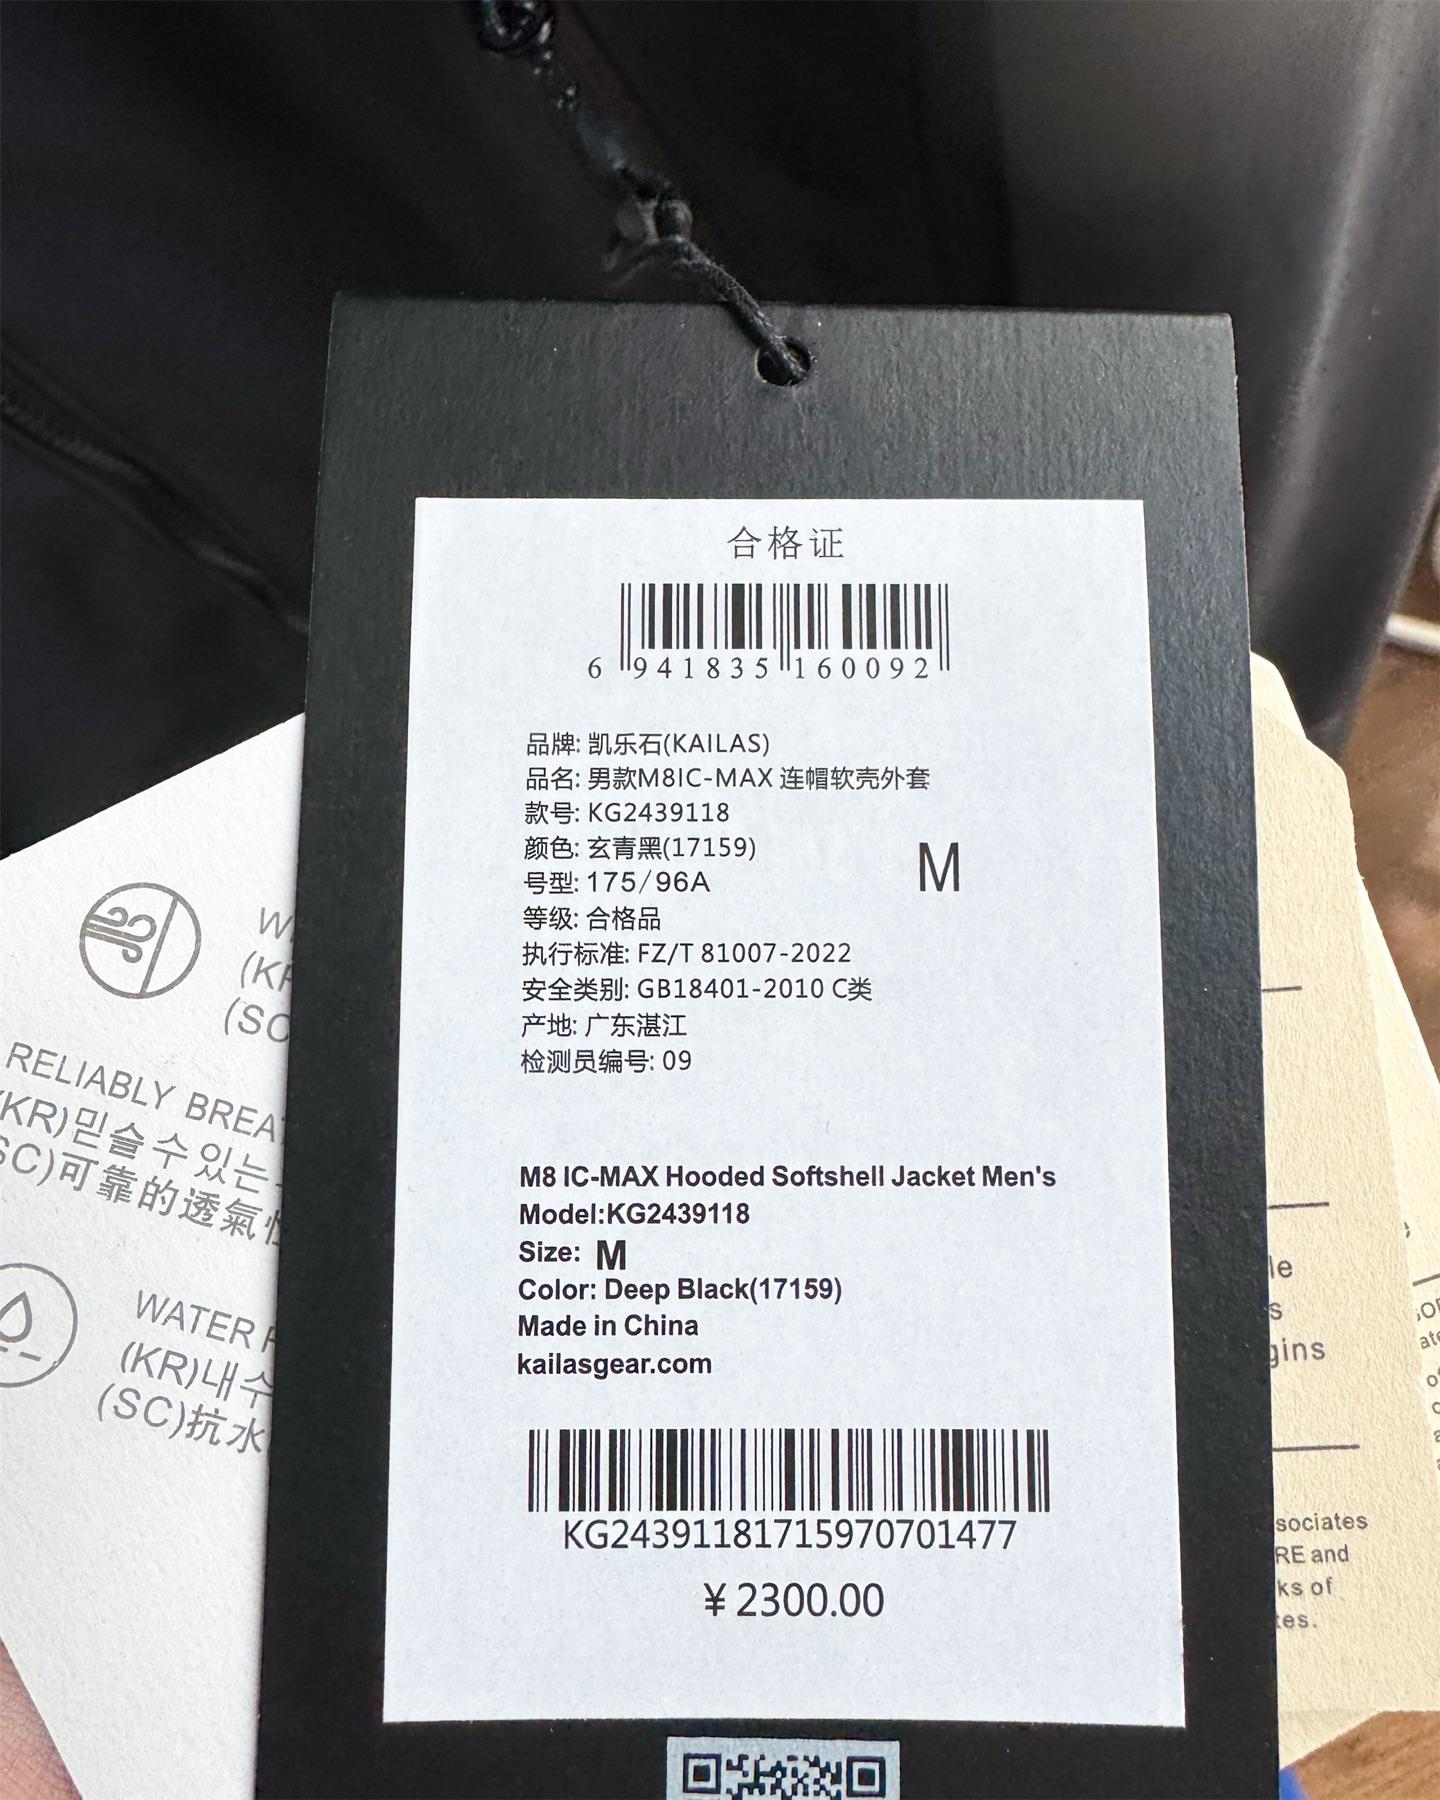 合格证
6 941835 160092
品牌: 凯乐石(KAILAS)
品名: 男款M8IC-MAX 连帽软壳外套
款号: KG2439118
颜色: 玄青黑(17159)
号型: 175/96A
M
等级: 合格品
执行标准: FZ/T 81007-2022
安全类别: GB18401-2010 C类
产地: 广东湛江
检测员编号: 09
M8 IC-MAX Hooded Softshell Jacket Men's
Model:KG2439118
Size: M
Color: Deep Black(17159)
Made in China
kailasgear.com
KG24391181715970701477
¥ 2300.00
(SC
RELIABLY
(KR)믿을수 있는
SC)可靠的透氣
WATER
(KR)내수
(SC)抗水
RE and
of